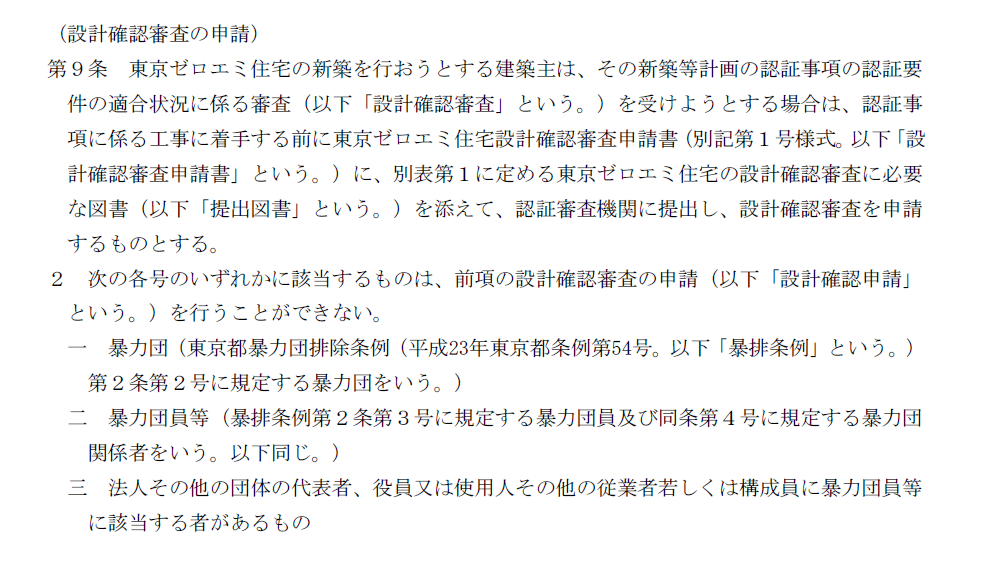 （設計確認審査の申請）
第９条　東京ゼロエミ住宅の新築を行おうとする建築主は、その新築等計画の認証事項の認証要
件の適合状況に係る審査（以下「設計確認審査」という。）を受けようとする場合は、認証事
項に係る工事に着手する前に東京ゼロエミ住宅設計確認審査申請書（別記第１号様式。以下「設
計確認審査申請書」という。）に、別表第１に定める東京ゼロエミ住宅の設計確認審査に必要
な図書（以下「提出図書」という。）を添えて、認証審査機関に提出し、設計確認審査を申請
するものとする。
２　次の各号のいずれかに該当するものは、前項の設計確認審査の申請（以下「設計確認申請」
という。）を行うことができない。
一　暴力団（東京都暴力団排除条例（平成23年東京都条例第54号。以下「暴排条例」という。）
第２条第２号に規定する暴力団をいう。）
二　暴力団員等（暴排条例第２条第３号に規定する暴力団員及び同条第４号に規定する暴力団
関係者をいう。以下同じ。）
三　法人その他の団体の代表者、役員又は使用人その他の従業者若しくは構成員に暴力団員等
に該当する者があるもの